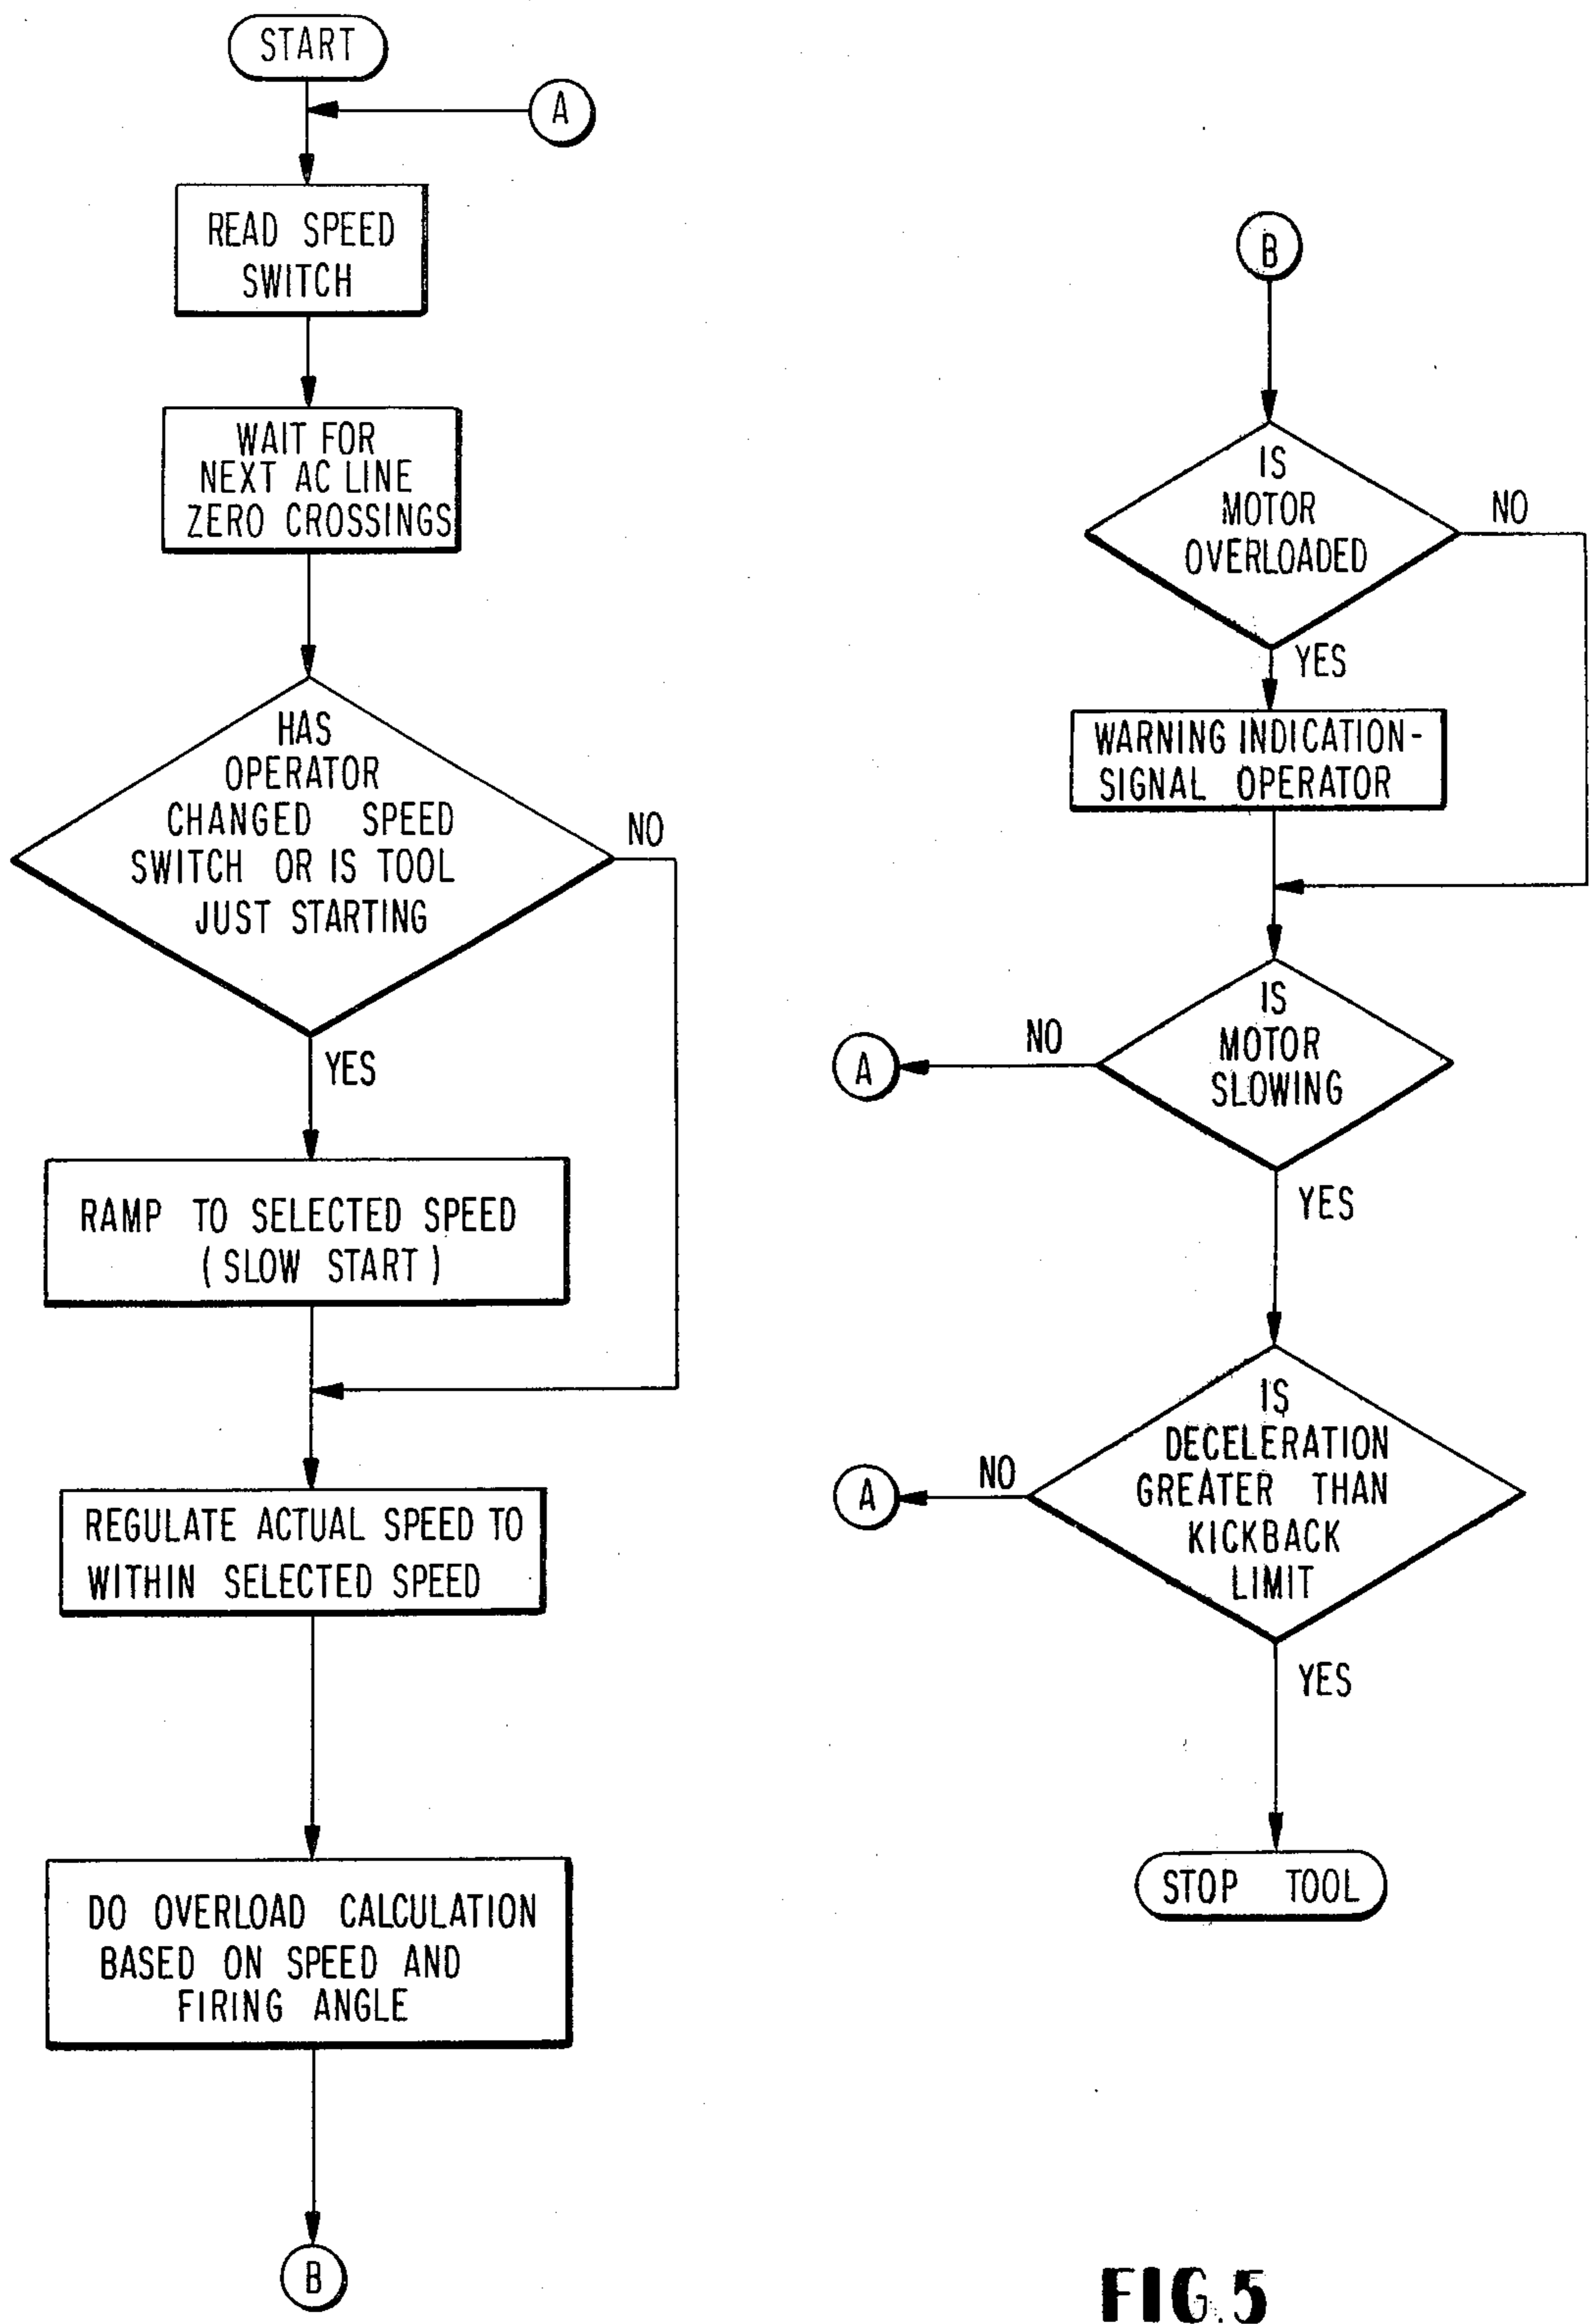 START
A
READ SPEED
SWITCH
WAIT FOR
NEXT AC LINE
ZERO CROSSINGS
HAS
OPERATOR
CHANGED SPEED
SWITCH OR IS TOOL
JUST STARTING
NO
YES
RAMP TO SELECTED SPEED
(SLOW START)
REGULATE ACTUAL SPEED TO
WITHIN SELECTED SPEED
DO OVERLOAD CALCULATION
BASED ON SPEED AND
FIRING ANGLE
B
B
IS
MOTOR
OVERLOADED
NO
YES
WARNING INDICATION-
SIGNAL OPERATOR
IS
MOTOR
SLOWING
NO
A
YES
IS
DECELERATION
GREATER THAN
KICKBACK
LIMIT
NO
A
YES
STOP TOOL
FIG.5